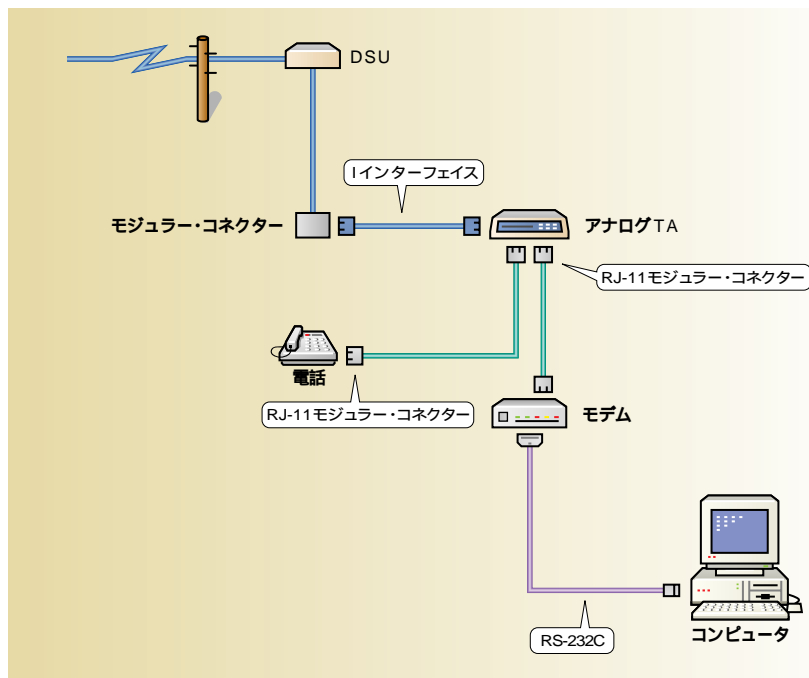 DSU
Iインターフェイス
モジュラー・コネクター
アナログTA
RJ-11モジュラー・コネクター
電話
RJ-11モジュラー・コネクター
モデム
コンピュータ
RS-232C